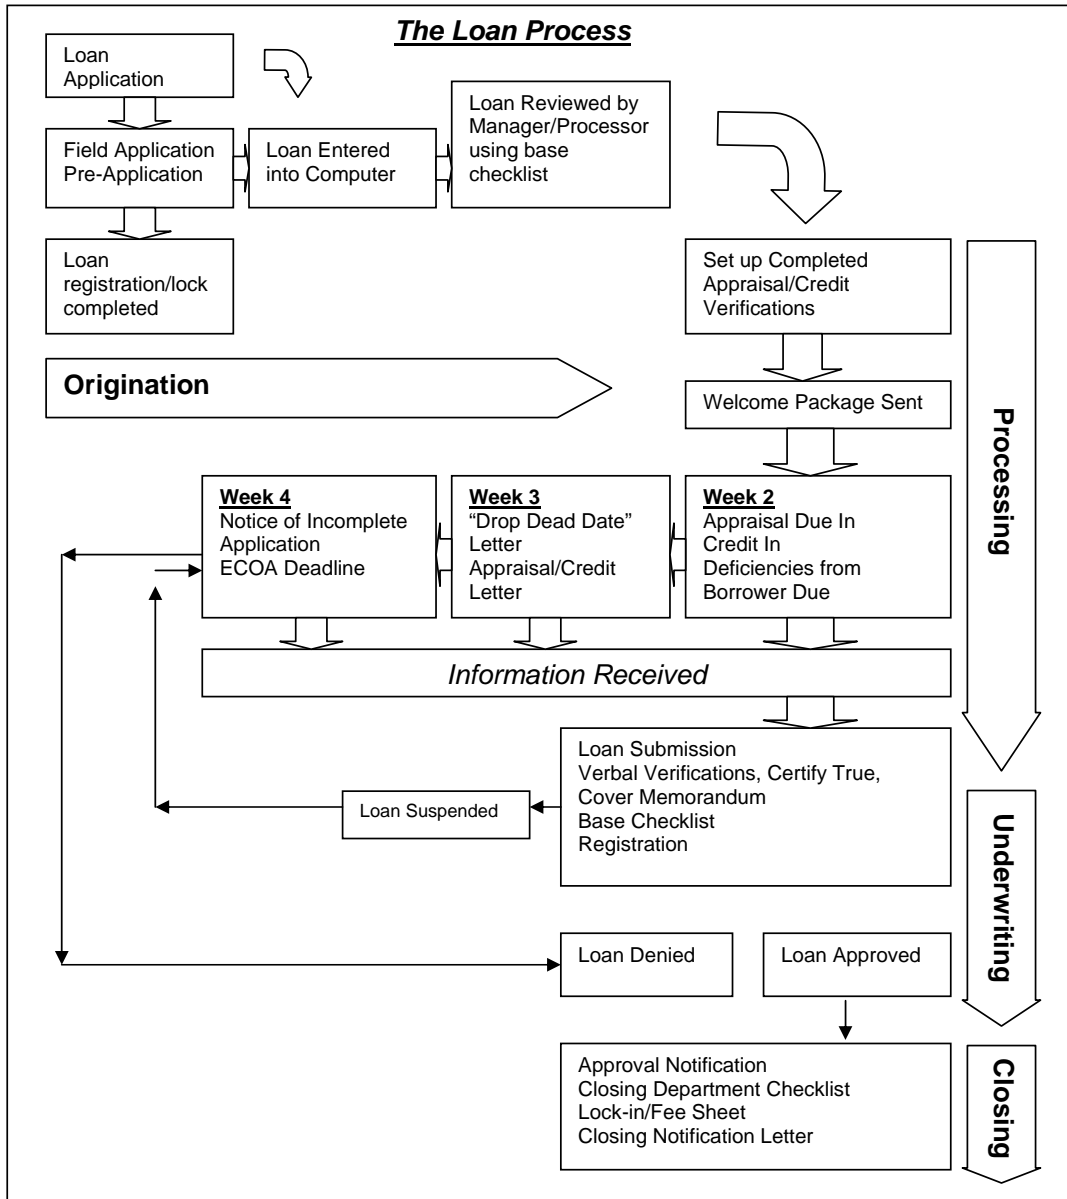 The Loan Process
Loan
Application
Field Application
Pre-Application
Loan Entered
into Computer
Loan Reviewed by
Manager/Processor
using base
checklist
Loan
registration/lock
completed
Set up Completed
Appraisal/Credit
Verifications
Origination
Welcome Package Sent
Processing
Week 4
Notice of Incomplete
Application
ECOA Deadline
Week 3
“Drop Dead Date”
Letter
Appraisal/Credit
Letter
Week 2
Appraisal Due In
Credit In
Deficiencies from
Borrower Due
Information Received
Loan Submission
Verbal Verifications, Certify True,
Cover Memorandum
Base Checklist
Registration
Loan Suspended
Underwriting
Loan Denied
Loan Approved
Approval Notification
Closing Department Checklist
Lock-in/Fee Sheet
Closing Notification Letter
Closing